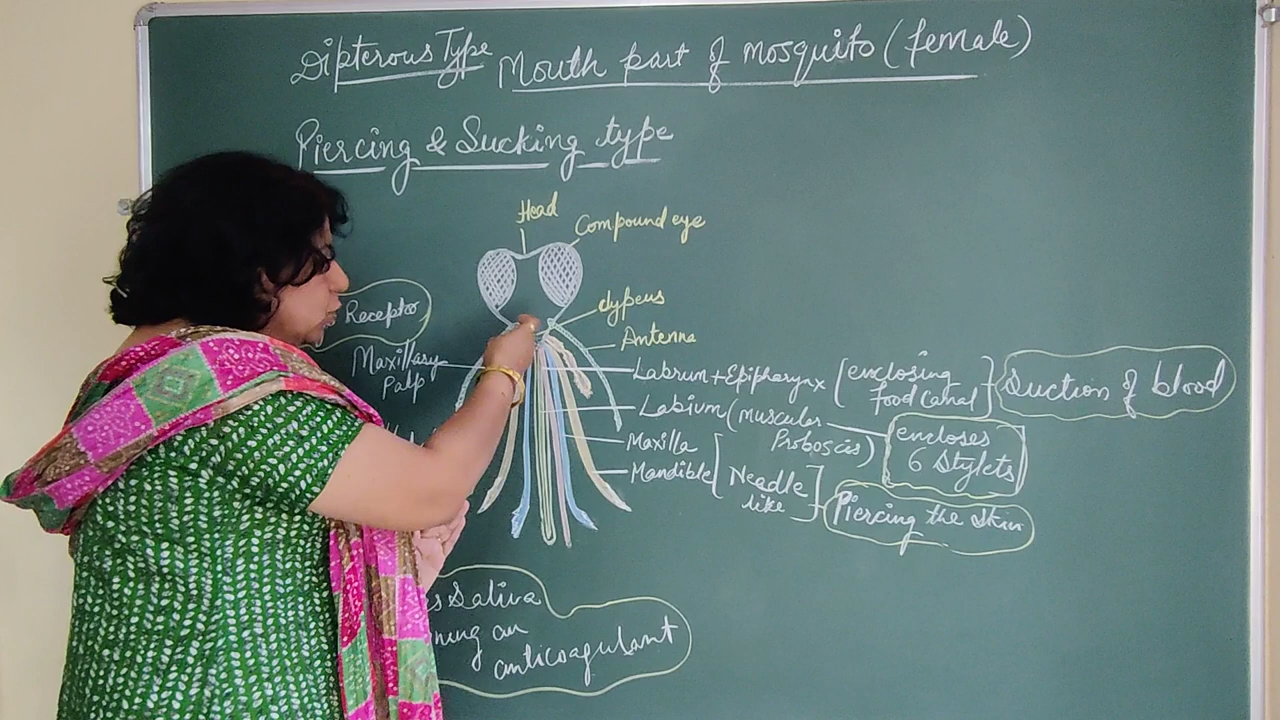 Dipterous Type Mouth part of mosquito (female)
Piercing & Sucking type
Head
Compound eye
Clypeus
Receptor
Antenna
Maxillary Palp
Labrum + Epipharynx [enclosing food canal} Suction of blood
Labium (muscular Proboscis) encloses 6 Stylets
Maxilla
Mandible [Needle like] Piercing the skin
s Saliva
ning an
anticoagulant